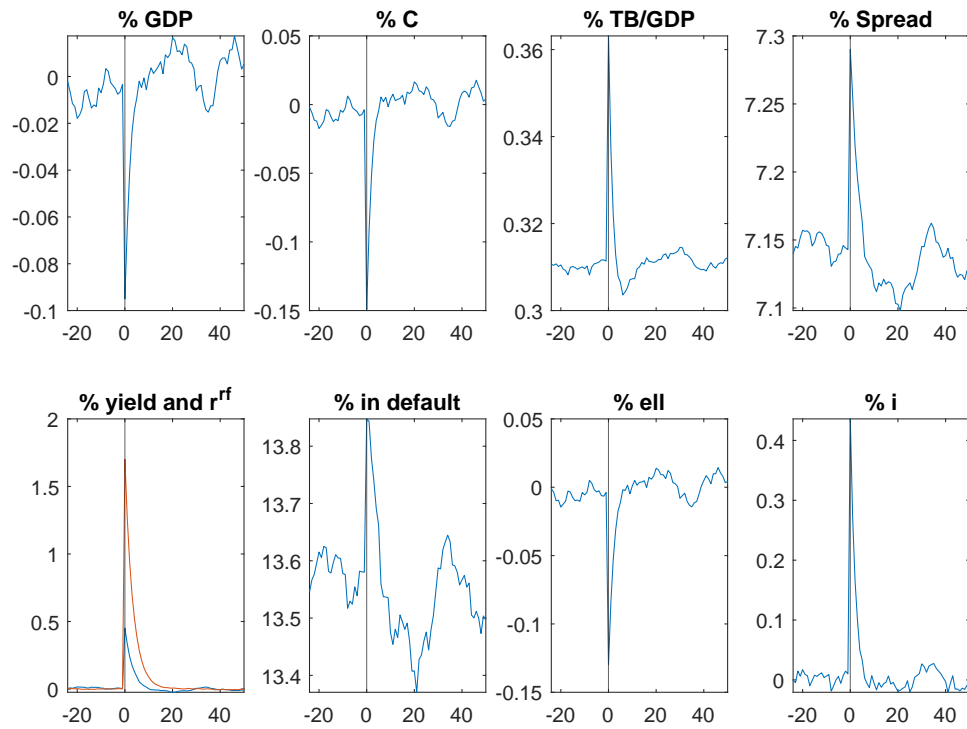 % GDP
% C
% TB/GDP
% Spread
0
-0.02
-0.04
-0.06
-0.08
-0.1
-20 0 20 40
0.05
0
-0.05
-0.1
-0.15
-20 0 20 40
0.36
0.34
0.32
0.3
-20 0 20 40
7.3
7.25
7.2
7.15
7.1
-20 0 20 40
% yield and r^rf
% in default
% ell
% i
2
1.5
1
0.5
0
-20 0 20 40
13.8
13.7
13.6
13.5
13.4
-20 0 20 40
0.05
0
-0.05
-0.1
-0.15
-20 0 20 40
0.4
0.3
0.2
0.1
0
-20 0 20 40